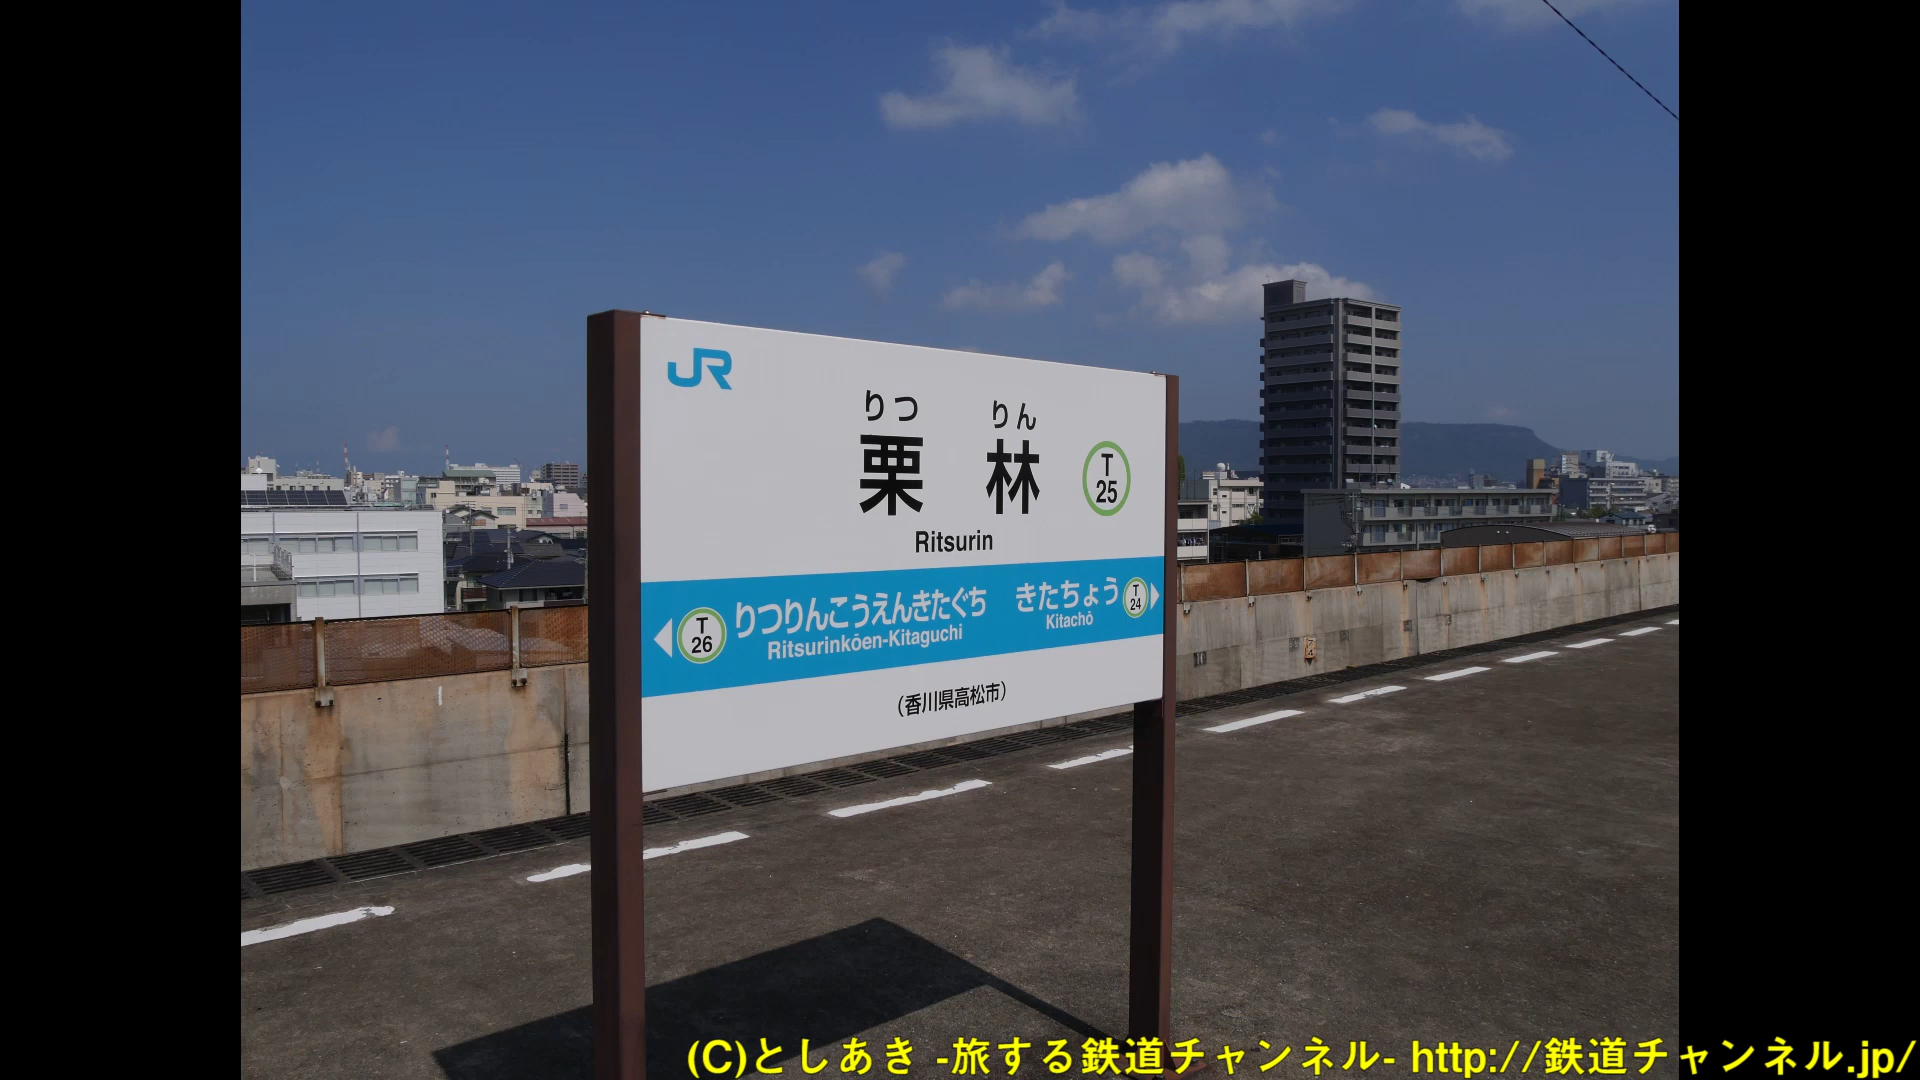 JR
りつ りん
栗 林
T
25
Ritsurin
T
26
りつりんこうえんきたぐち
Ritsurinkōen-Kitaguchi
きたちょう
Kitachō
T
24
(香川県高松市)
(C)としあき -旅する鉄道チャンネル- http://鉄道チャンネル.jp/